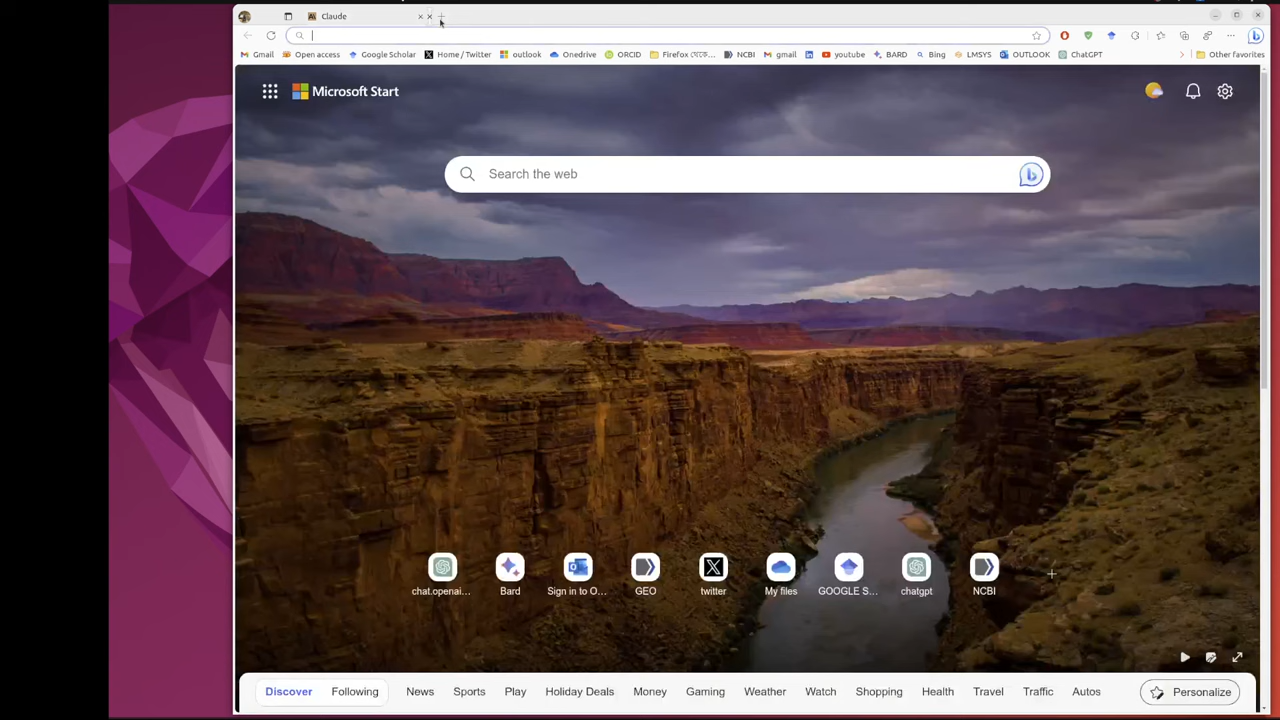 Claude
Gmail Open access Google Scholar Home / Twitter outlook Onedrive ORCID NCBI gmail youtube BARD Bing LMSYS OUTLOOK ChatGPT Other favorites
Microsoft Start
Search the web
chat.openai... Bard Sign in to O... GEO twitter My files GOOGLE S... chatgpt NCBI
Discover Following News Sports Play Holiday Deals Money Gaming Weather Watch Shopping Health Travel Traffic Autos Personalize